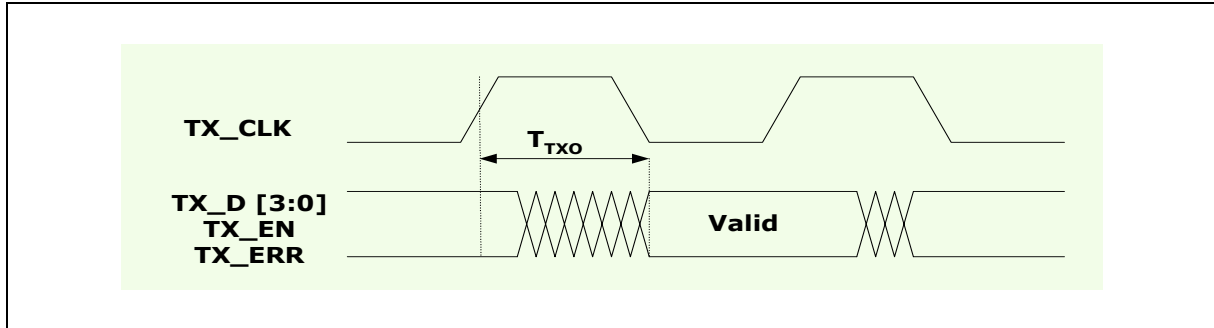 TX_CLK
T_TXO
TX_D [3:0]
TX_EN
TX_ERR
Valid